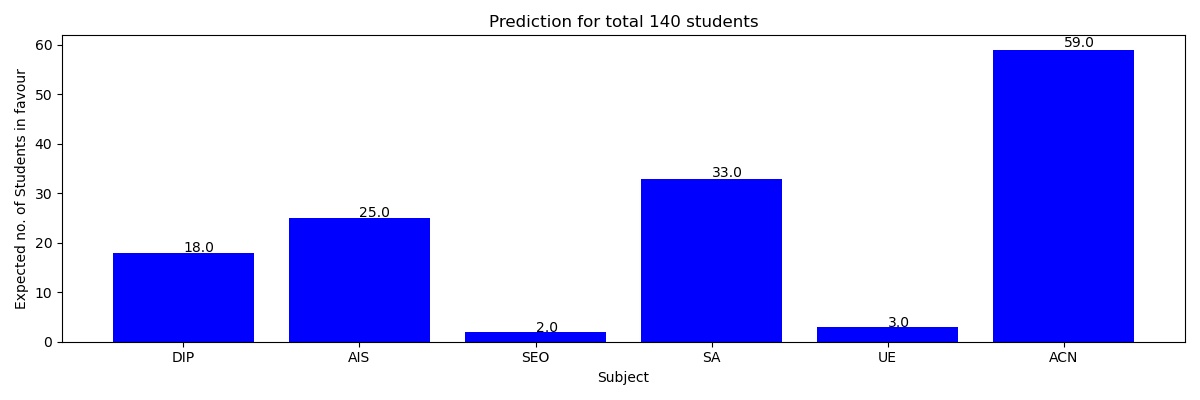 Prediction for total 140 students
Expected no. of Students in favour
60
50
40
30
20
10
0
18.0
25.0
2.0
33.0
3.0
59.0
DIP
AIS
SEO
SA
UE
ACN
Subject